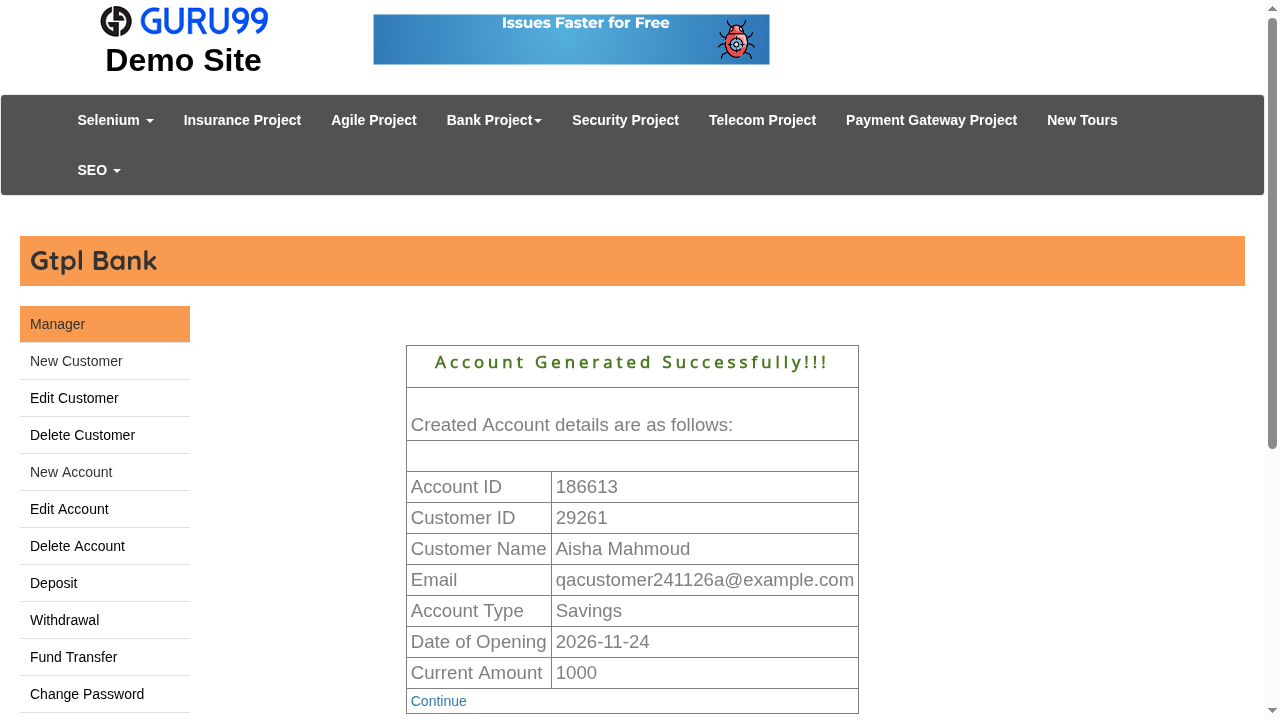 GURU99
Demo Site
Issues Faster for Free
Selenium
Insurance Project
Agile Project
Bank Project
Security Project
Telecom Project
Payment Gateway Project
New Tours
SEO
Gtpl Bank
Manager
New Customer
Edit Customer
Delete Customer
New Account
Edit Account
Delete Account
Deposit
Withdrawal
Fund Transfer
Change Password
Account Generated Successfully!!!
Created Account details are as follows:
Account ID 186613
Customer ID 29261
Customer Name Aisha Mahmoud
Email qacustomer241126a@example.com
Account Type Savings
Date of Opening 2026-11-24
Current Amount 1000
Continue